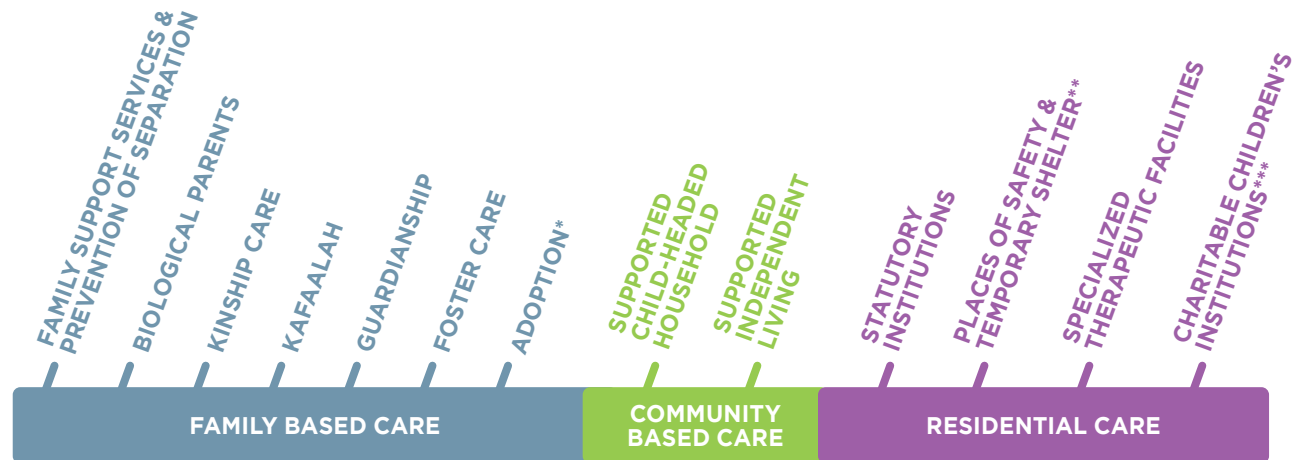 FAMILY SUPPORT SERVICES &
PREVENTION OF SEPARATION
BIOLOGICAL PARENTS
KINSHIP CARE
KAFAALAH
GUARDIANSHIP
FOSTER CARE
ADOPTION*
SUPPORTED
CHILD-HEADED
HOUSEHOLD
SUPPORTED
INDEPENDENT
LIVING
STATUTORY
INSTITUTIONS
PLACES OF SAFETY &
TEMPORARY SHELTER**
SPECIALIZED
THERAPEUTIC FACILITIES
CHARITABLE CHILDREN'S
INSTITUTIONS***
FAMILY BASED CARE
COMMUNITY
BASED CARE
RESIDENTIAL CARE